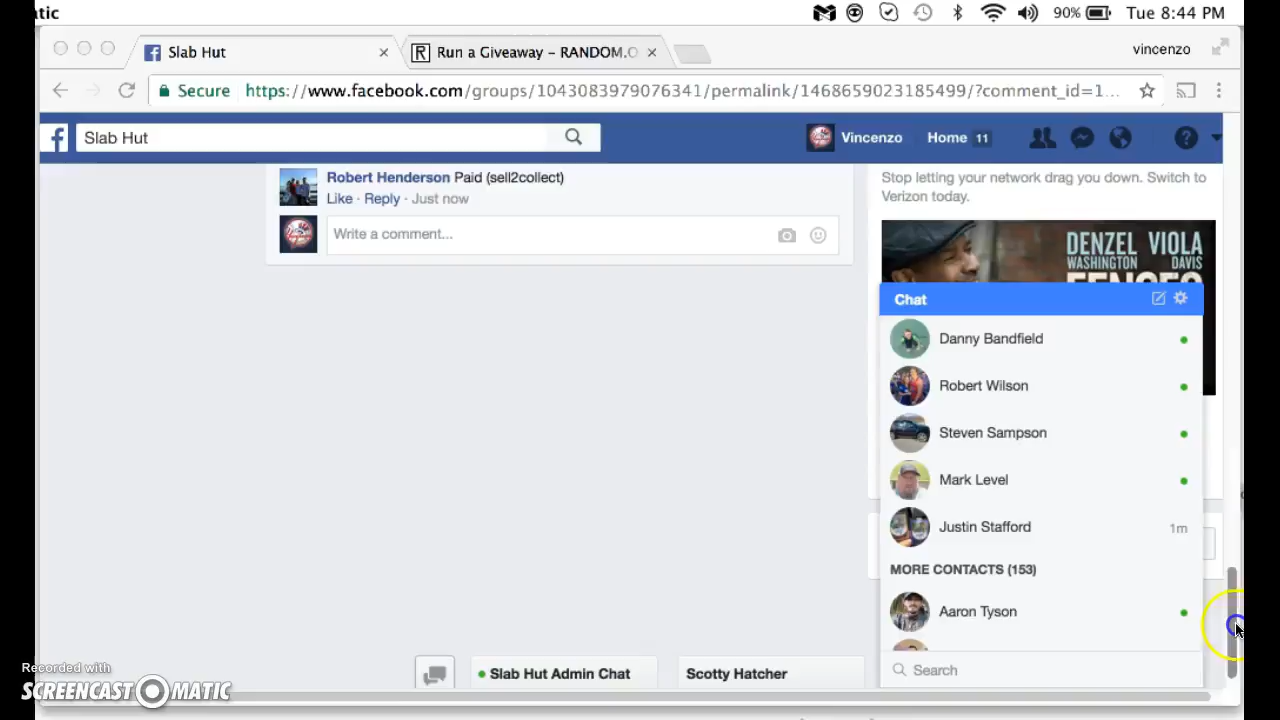 atic
90%
Tue 8:44 PM
Slab Hut
Run a Giveaway – RANDOM.O
vincenzo
Secure
https://www.facebook.com/groups/1043083979076341/permalink/1468659023185499/?comment_id=1...
Slab Hut
Vincenzo
Home 11
Robert Henderson Paid (sell2collect)
Like · Reply · Just now
Write a comment...
Stop letting your network drag you down. Switch to
Verizon today.
DENZEL VIOLA
WASHINGTON DAVIS
FENCES
Chat
Danny Bandfield
Robert Wilson
Steven Sampson
Mark Level
Justin Stafford
1m
MORE CONTACTS (153)
Aaron Tyson
Search
Slab Hut Admin Chat
Scotty Hatcher
Recorded with
SCREENCAST MATIC